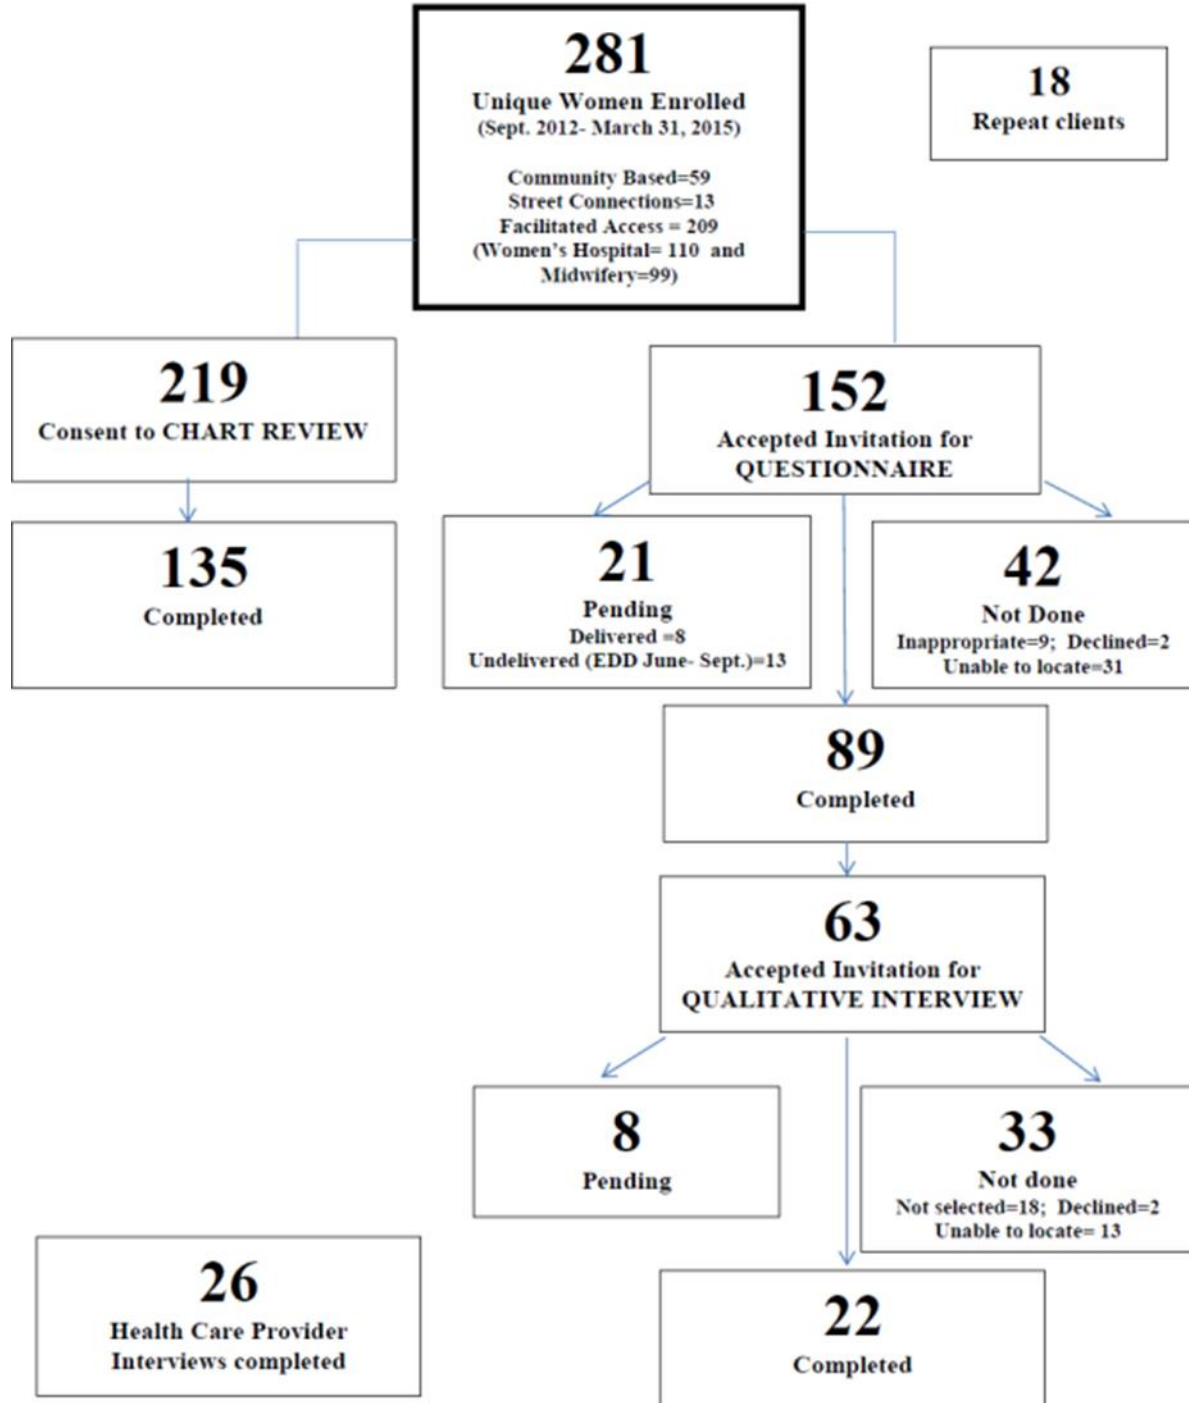 281
Unique Women Enrolled
(Sept. 2012- March 31, 2015)
Community Based=59
Street Connections=13
Facilitated Access = 209
(Women's Hospital= 110 and
Midwifery=99)
18
Repeat clients
219
Consent to CHART REVIEW
152
Accepted Invitation for
QUESTIONNAIRE
135
Completed
21
Pending
Delivered =8
Undelivered (EDD June- Sept.)=13
42
Not Done
Inappropriate=9; Declined=2
Unable to locate=31
89
Completed
63
Accepted Invitation for
QUALITATIVE INTERVIEW
8
Pending
33
Not done
Not selected=18; Declined=2
Unable to locate= 13
26
Health Care Provider
Interviews completed
22
Completed